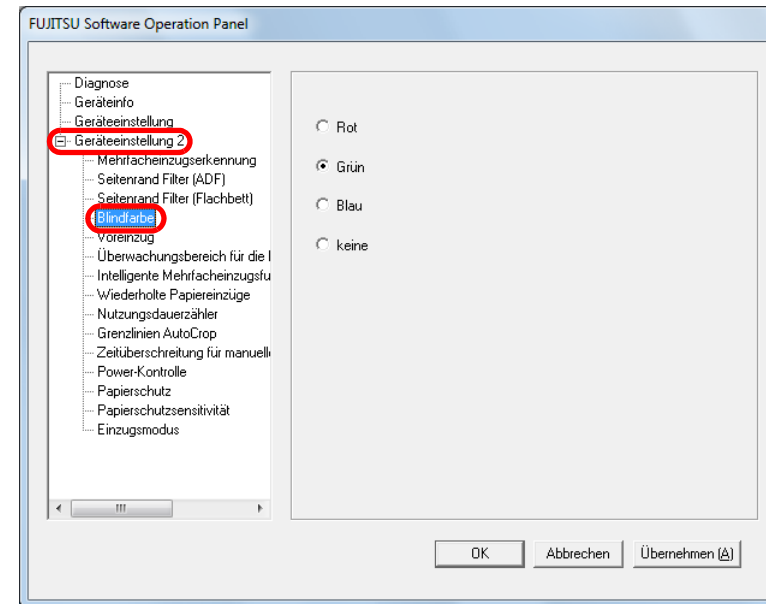 FUJITSU Software Operation Panel
Diagnose
Geräteinfo
Geräteeinstellung
Geräteeinstellung 2
Mehrfacheinzugserkennung
Seitenrand Filter (ADF)
Seitenrand Filter (Flachbett)
Blindfarbe
Voreinzug
Überwachungsbereich für die I
Intelligente Mehrfacheinzugsfu
Wiederholte Papiereinzüge
Nutzungsdauerzähler
Grenzlinien AutoCrop
Zeitüberschreitung für manuell
Power-Kontrolle
Papierschutz
Papierschutzsensitivität
Einzugsmodus
Rot
Grün
Blau
keine
OK
Abbrechen
Übernehmen (A)